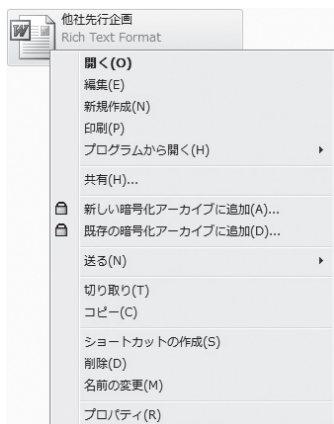 他社先行企画
Rich Text Format
開く(O)
編集(E)
新規作成(N)
印刷(P)
プログラムから開く(H)
共有(H)...
新しい暗号化アーカイブに追加(A)...
既存の暗号化アーカイブに追加(D)...
送る(N)
切り取り(T)
コピー(C)
ショートカットの作成(S)
削除(D)
名前の変更(M)
プロパティ(R)